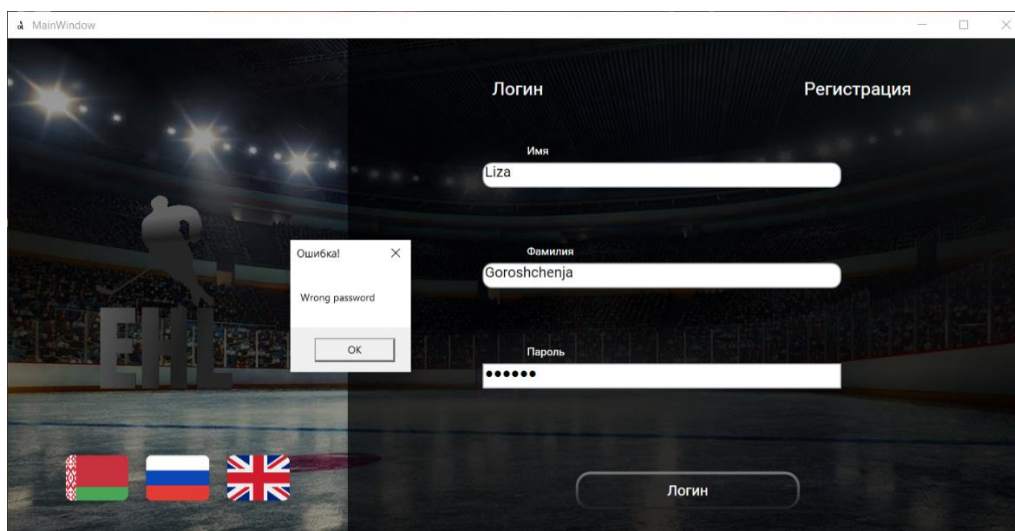 MainWindow
Логин
Регистрация
Имя
Liza
Фамилия
Goroshchenja
Ошибка!
Wrong password
OK
Пароль
Логин